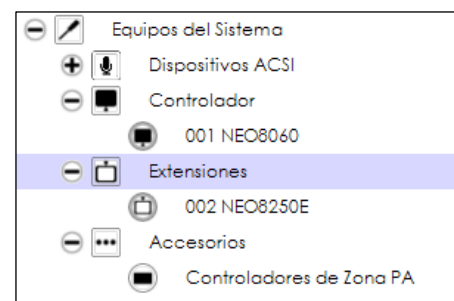 Equipos del Sistema
Dispositivos ACSI
Controlador
001 NEO8060
Extensiones
002 NEO8250E
Accesorios
Controladores de Zona PA